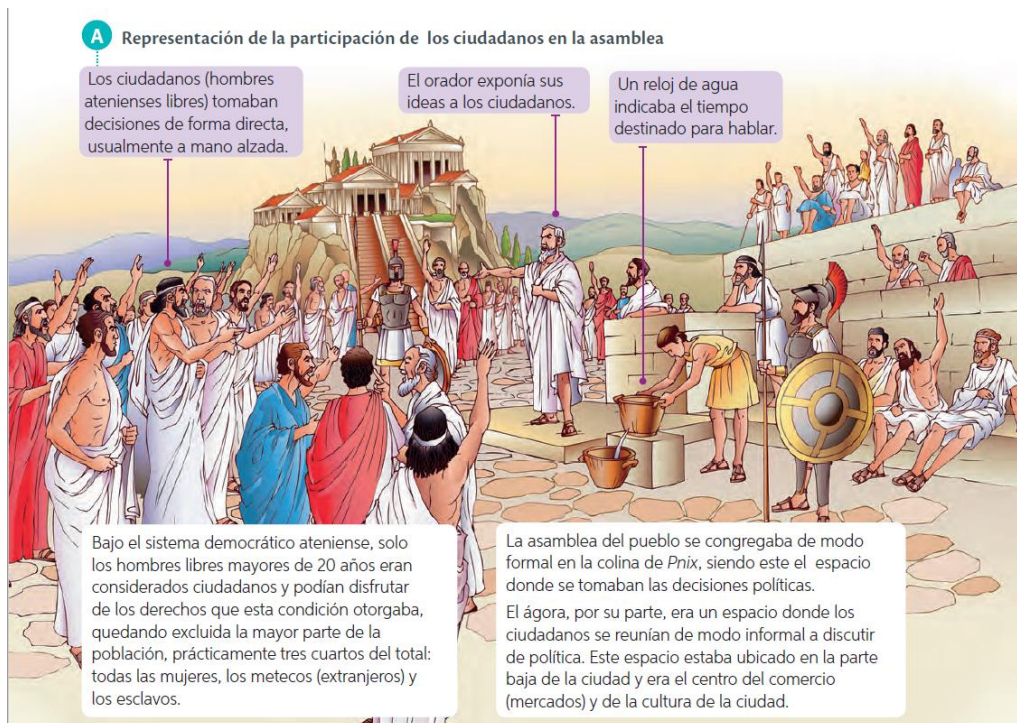 A Representación de la participación de los ciudadanos en la asamblea
Los ciudadanos (hombres
atenienses libres) tomaban
decisiones de forma directa,
usualmente a mano alzada.
El orador exponía sus
ideas a los ciudadanos.
Un reloj de agua
indicaba el tiempo
destinado para hablar.
Bajo el sistema democrático ateniense, solo
los hombres libres mayores de 20 años eran
considerados ciudadanos y podían disfrutar
de los derechos que esta condición otorgaba,
quedando excluida la mayor parte de la
población, prácticamente tres cuartos del total:
todas las mujeres, los metecos (extranjeros) y
los esclavos.
La asamblea del pueblo se congregaba de modo
formal en la colina de Pnix, siendo este el espacio
donde se tomaban las decisiones políticas.
El ágora, por su parte, era un espacio donde los
ciudadanos se reunían de modo informal a discutir
de política. Este espacio estaba ubicado en la parte
baja de la ciudad y era el centro del comercio
(mercados) y de la cultura de la ciudad.